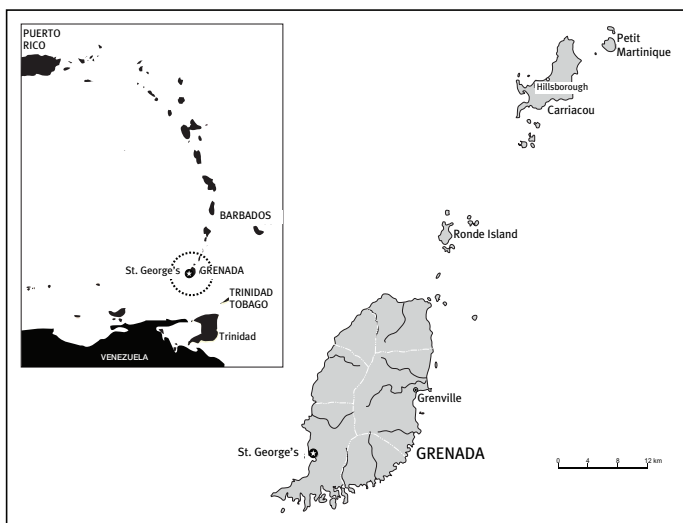 PUERTO
RICO
BARBADOS
St. George's
GRENADA
TRINIDAD
TOBAGO
Trinidad
VENEZUELA
Petit
Martinique
Hillsborough
Carriacou
Ronde Island
Grenville
St. George's
GRENADA
0 4 8 12 km